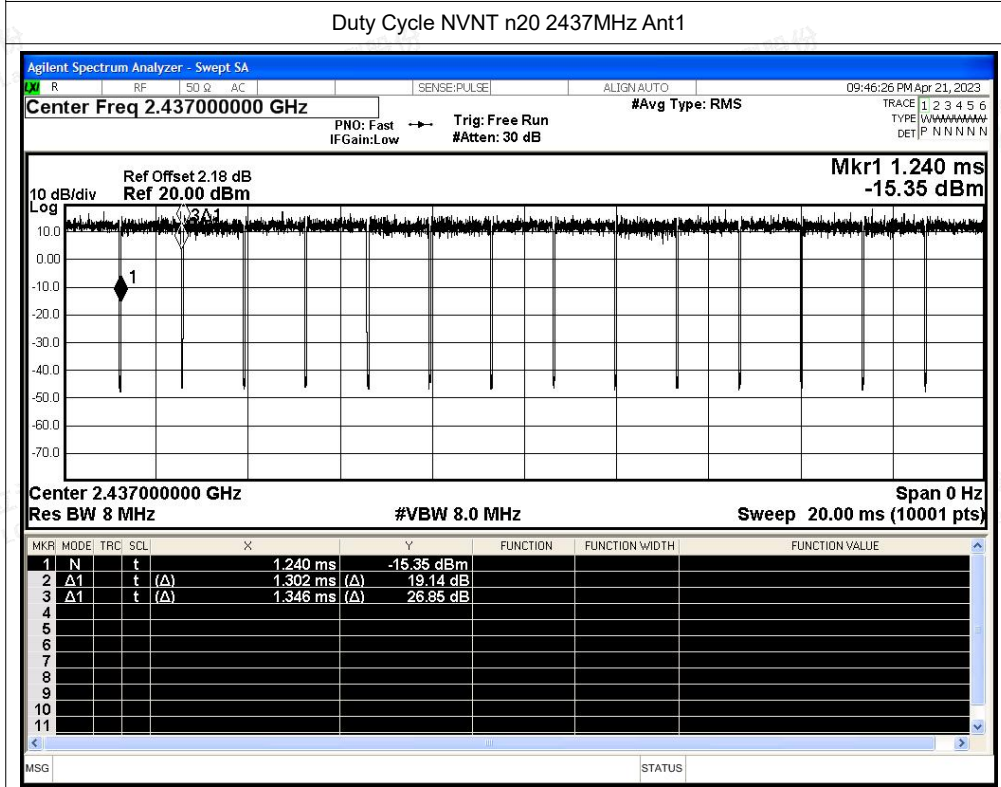 Duty Cycle NVNT n20 2437MHz Ant1
Agilent Spectrum Analyzer - Swept SA
LXI R RF 50 Ω AC SENSE:PULSE ALIGN AUTO 09:46:26 PM Apr 21, 2023
Center Freq 2.437000000 GHz #Avg Type: RMS TRACE 1 2 3 4 5 6
PNO: Fast Trig: Free Run TYPE WWWWWW
IFGain:Low #Atten: 30 dB DET P N N N N N
Mkr1 1.240 ms
Ref Offset 2.18 dB
10 dB/div Ref 20.00 dBm -15.35 dBm
Log
3Δ1
10.0
0.00
1
-10.0
-20.0
-30.0
-40.0
-50.0
-60.0
-70.0
Center 2.437000000 GHz Span 0 Hz
Res BW 8 MHz #VBW 8.0 MHz Sweep 20.00 ms (10001 pts)
MKR MODE TRC SCL X Y FUNCTION FUNCTION WIDTH FUNCTION VALUE
1 N t 1.240 ms -15.35 dBm
2 Δ1 t (Δ) 1.302 ms (Δ) 19.14 dB
3 Δ1 t (Δ) 1.346 ms (Δ) 26.85 dB
4
5
6
7
8
9
10
11
MSG STATUS